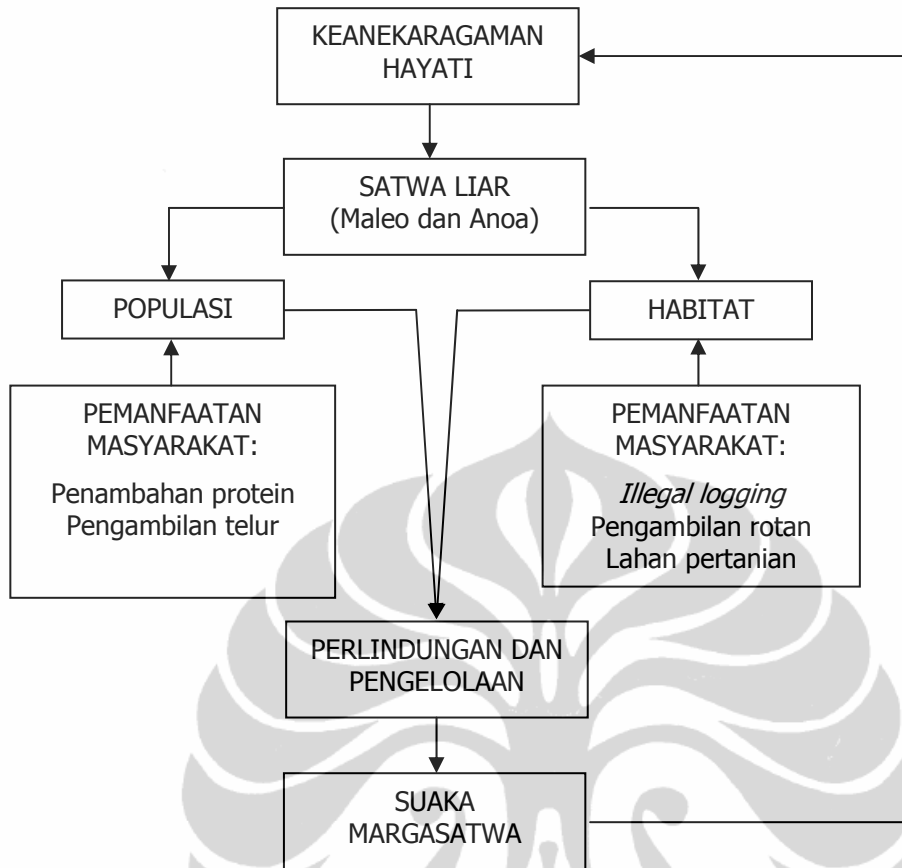 KEANEKARAGAMAN
HAYATI
SATWA LIAR
(Maleo dan Anoa)
POPULASI
HABITAT
PEMANFAATAN
MASYARAKAT:
Penambahan protein
Pengambilan telur
PEMANFAATAN
MASYARAKAT:
Illegal logging
Pengambilan rotan
Lahan pertanian
PERLINDUNGAN DAN
PENGELOLAAN
SUAKA
MARGASATWA